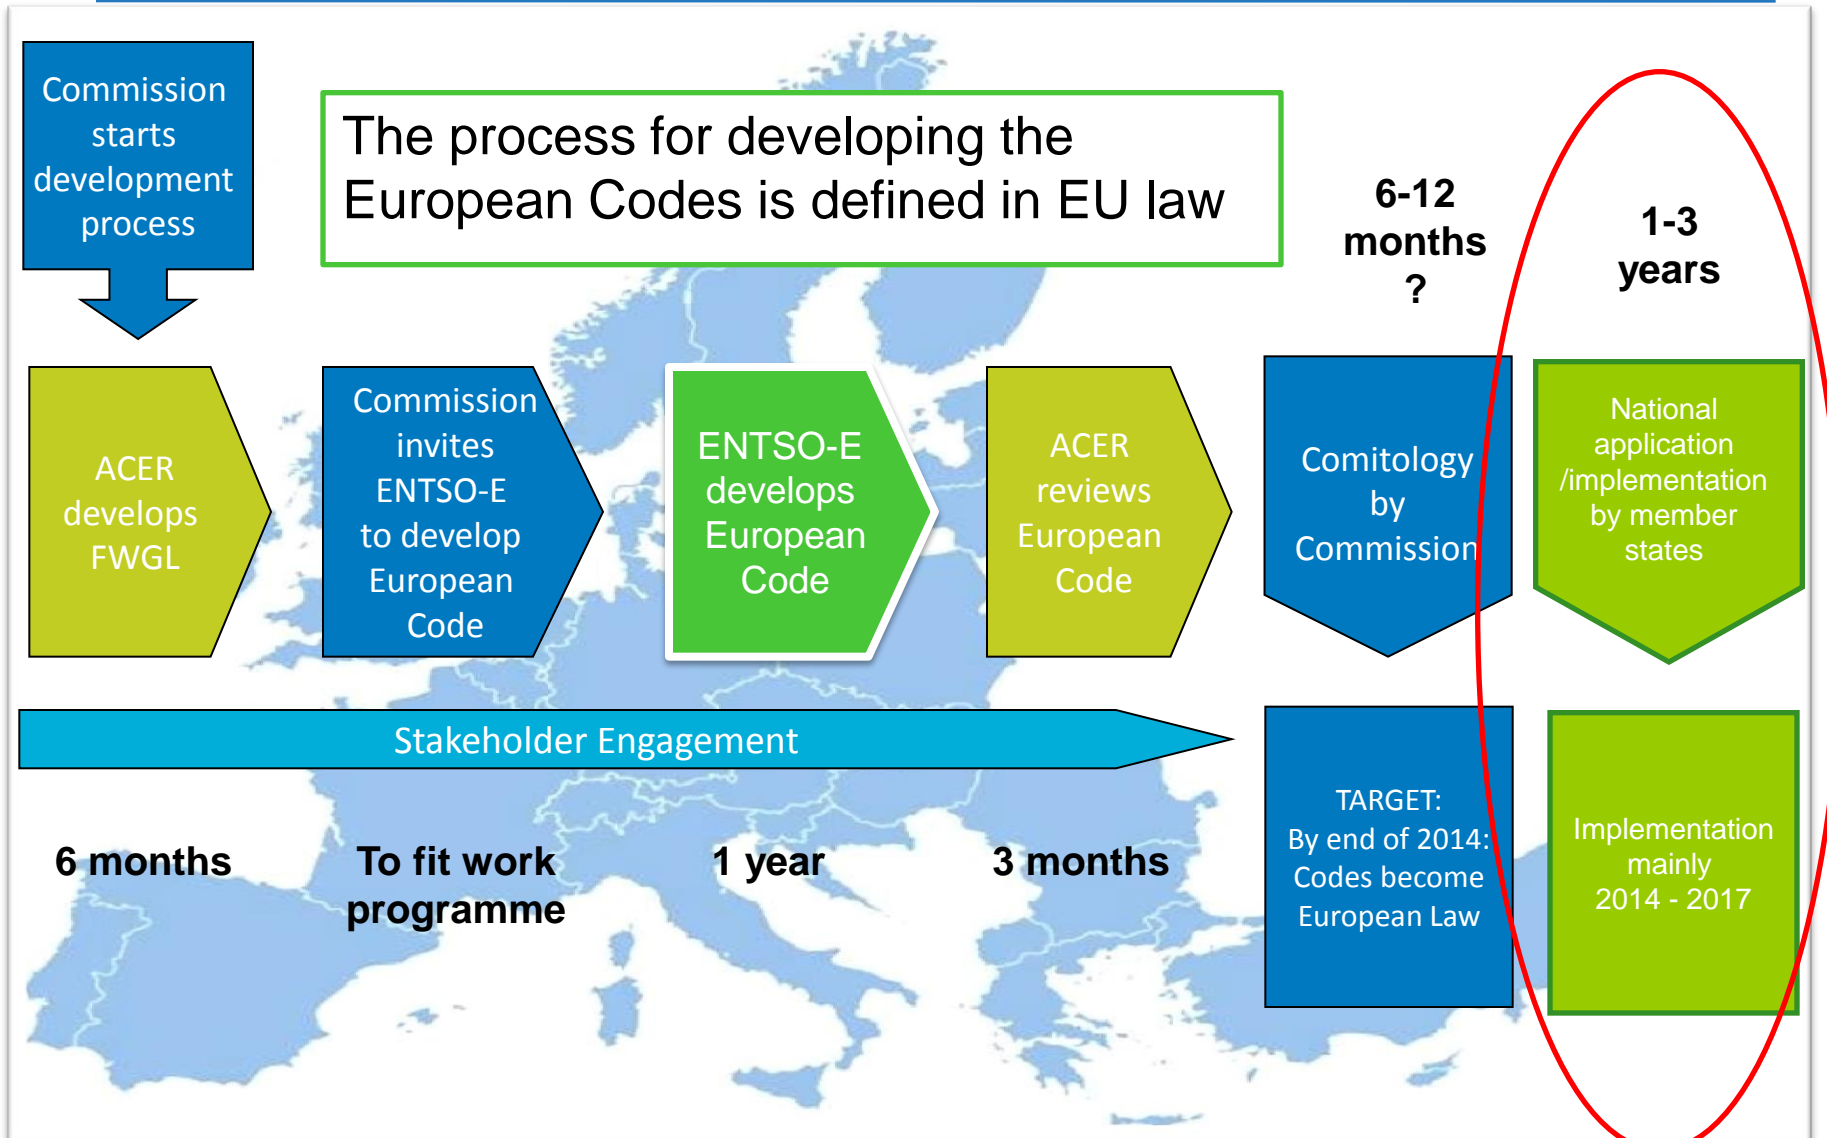 Commission
starts
development
process
The process for developing the
European Codes is defined in EU law
6-12
months
?
1-3
years
ACER
develops
FWGL
Commission
invites
ENTSO-E
to develop
European
Code
ENTSO-E
develops
European
Code
ACER
reviews
European
Code
Comitology
by
Commission
National
application
/implementation
by member
states
Stakeholder Engagement
6 months
To fit work
programme
1 year
3 months
TARGET:
By end of 2014:
Codes become
European Law
Implementation
mainly
2014 - 2017